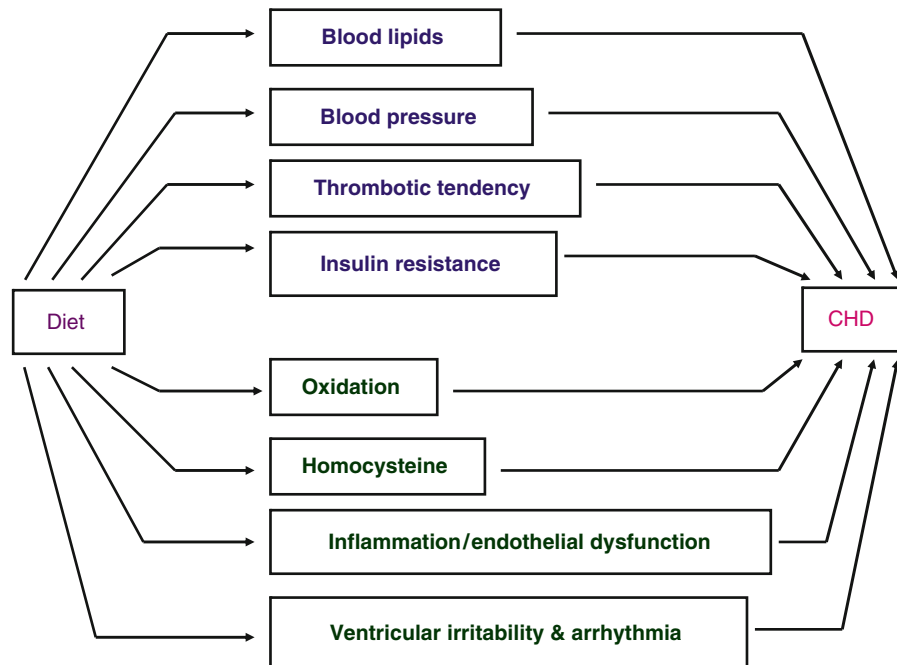 Blood lipids
Blood pressure
Thrombotic tendency
Insulin resistance
Diet
CHD
Oxidation
Homocysteine
Inflammation/endothelial dysfunction
Ventricular irritability & arrhythmia